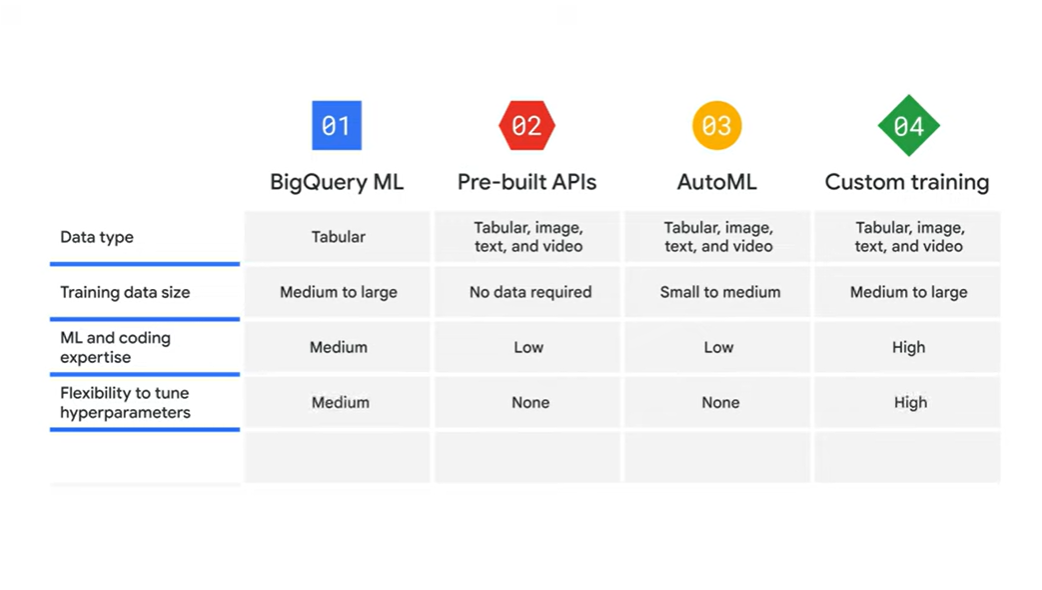 01
02
03
04
BigQuery ML
Pre-built APIs
AutoML
Custom training
Data type
Tabular
Tabular, image,
text, and video
Tabular, image,
text, and video
Tabular, image,
text, and video
Training data size
Medium to large
No data required
Small to medium
Medium to large
ML and coding
expertise
Medium
Low
Low
High
Flexibility to tune
hyperparameters
Medium
None
None
High